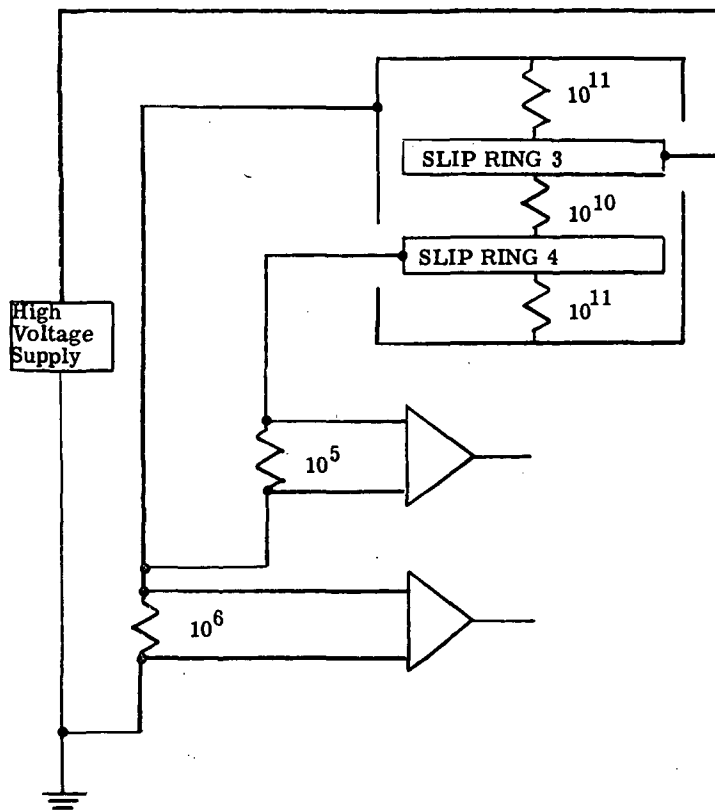 10^11
SLIP RING 3
10^10
SLIP RING 4
10^11
High
Voltage
Supply
10^5
10^6